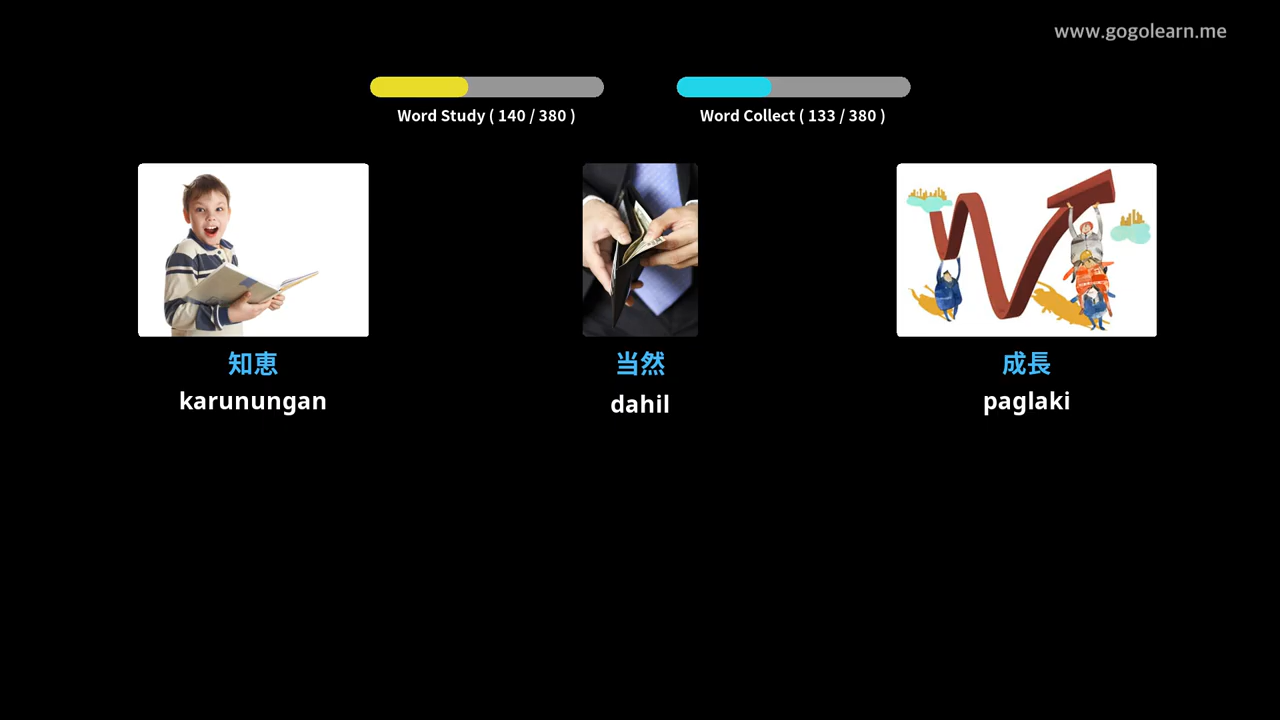 www.gogolearn.me
Word Study ( 140 / 380 )
Word Collect ( 133 / 380 )
知恵
当然
成長
karunungan
dahil
paglaki